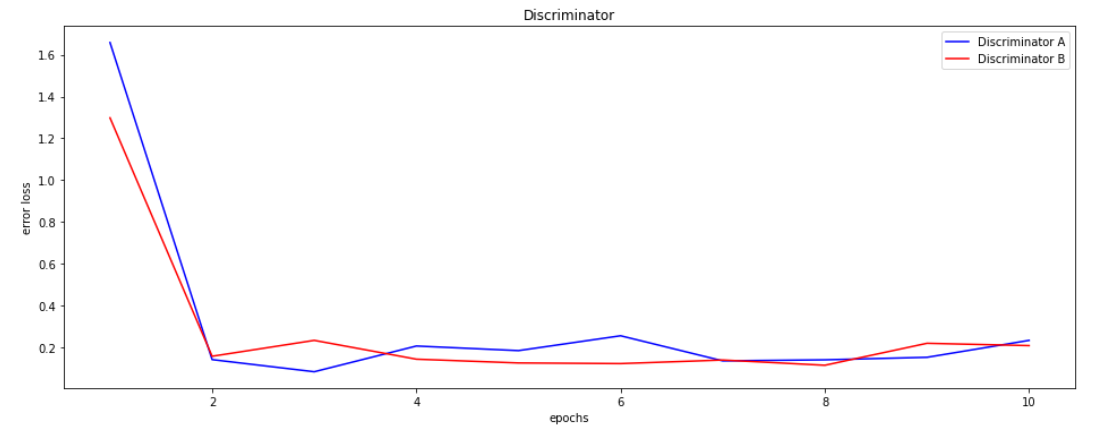 Discriminator
Discriminator A
Discriminator B
error loss
1.6
1.4
1.2
1.0
0.8
0.6
0.4
0.2
2
4
6
8
10
epochs